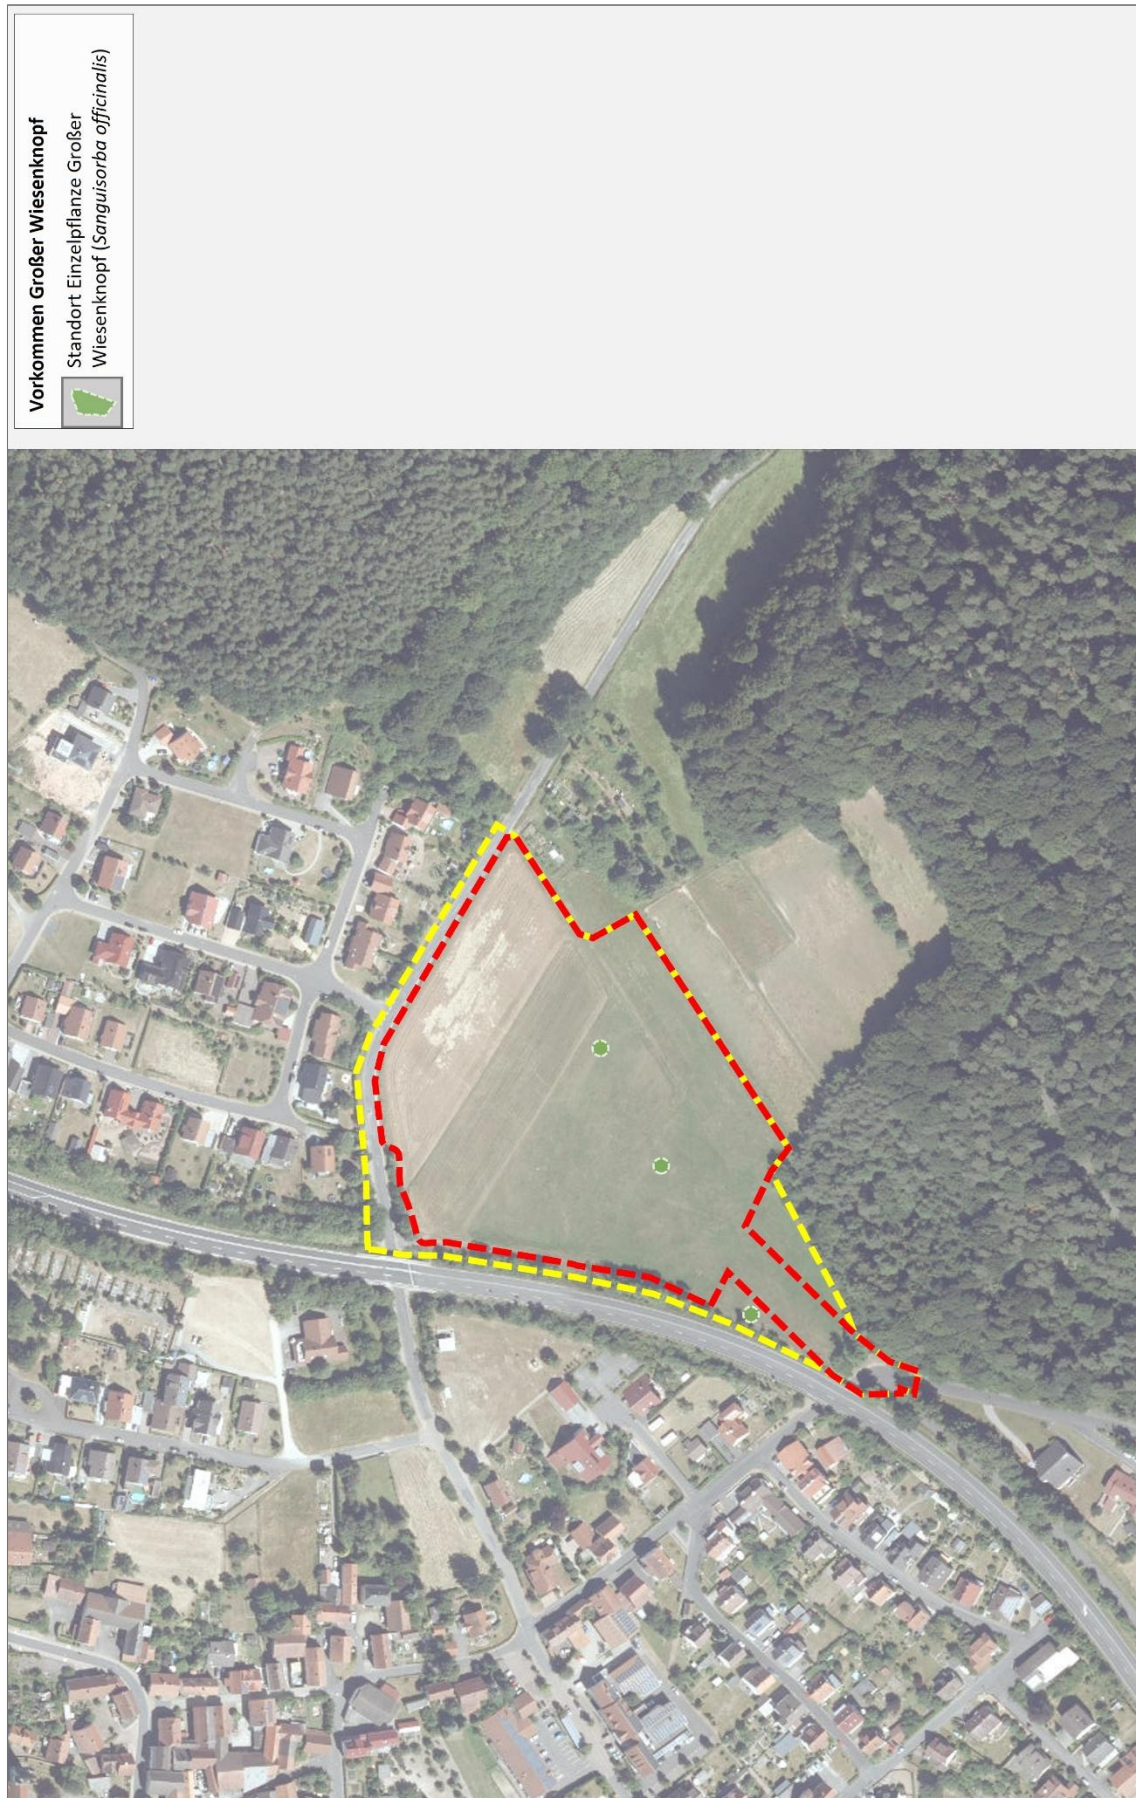 Vorkommen Großer Wiesenknopf
Standort Einzelpflanze Großer
Wiesenknopf (Sanguisorba officinalis)